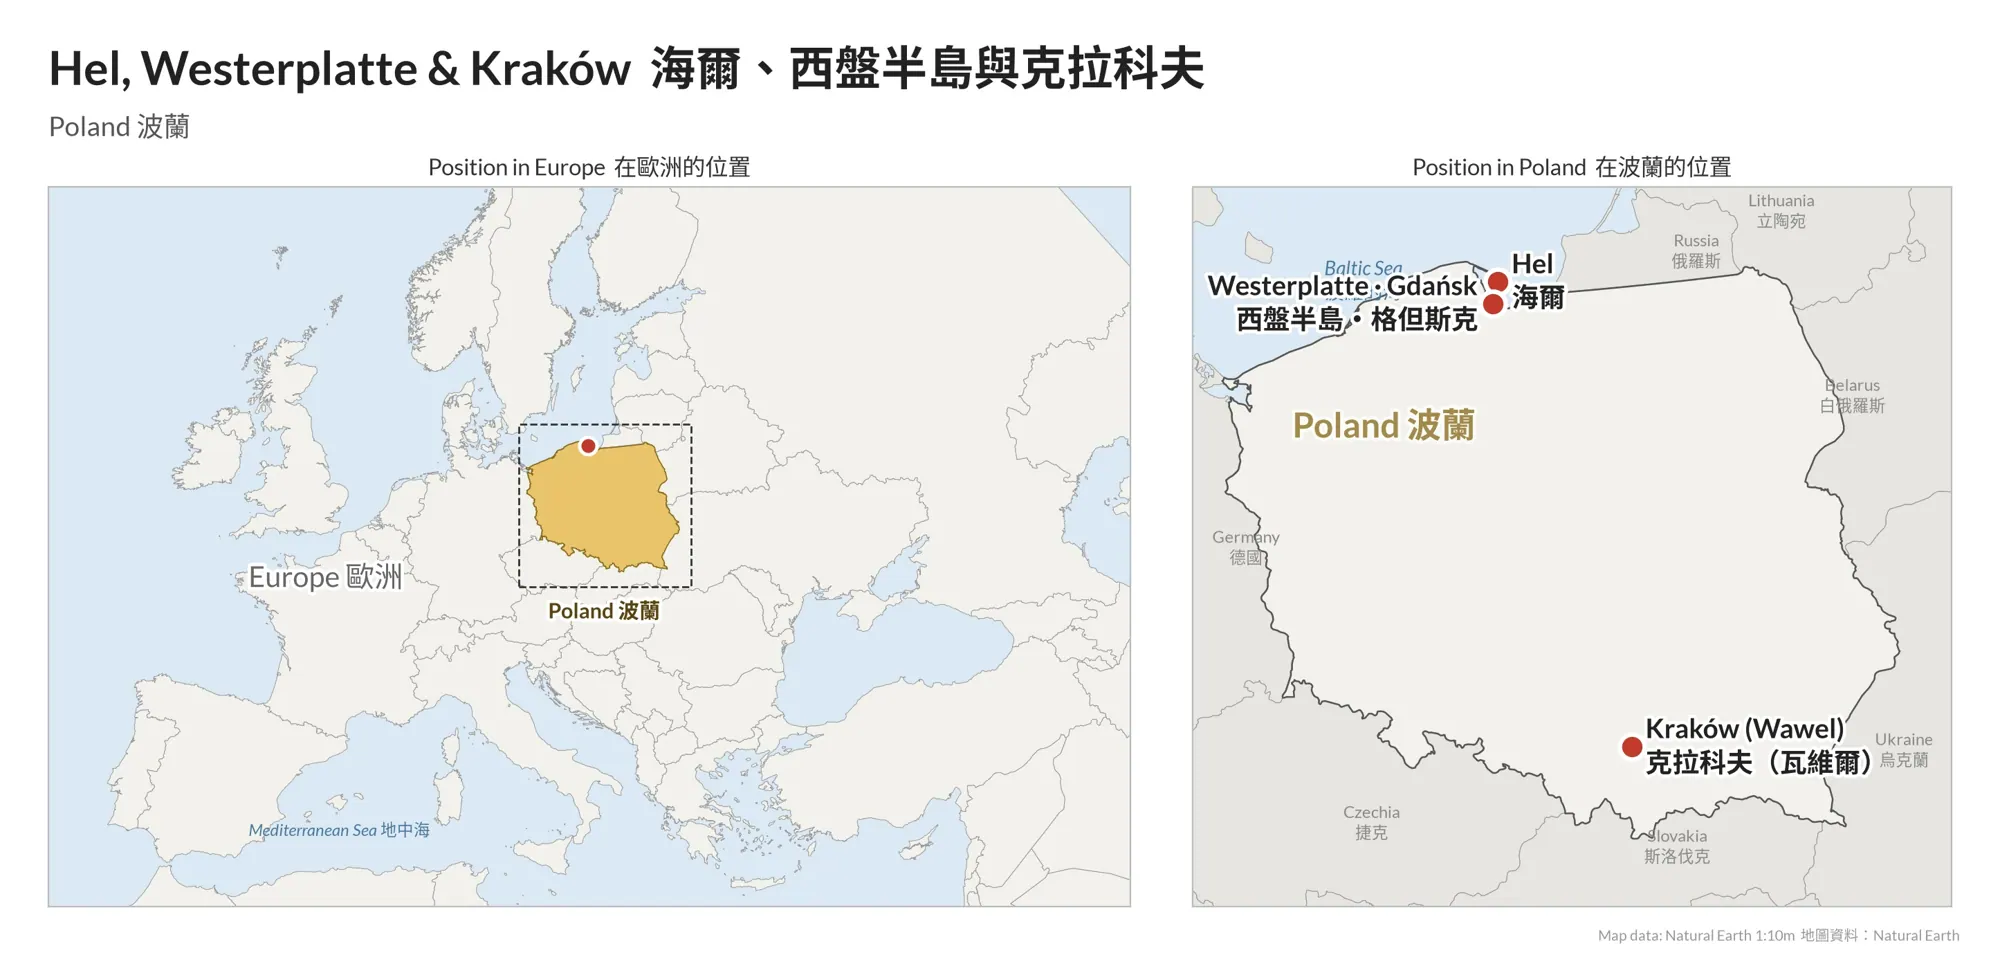 Hel, Westerplatte & Kraków 海爾、西盤半島與克拉科夫
Poland 波蘭
Position in Europe 在歐洲的位置
Europe 歐洲
Poland 波蘭
Mediterranean Sea 地中海
Position in Poland 在波蘭的位置
Lithuania
立陶宛
Russia
俄羅斯
Baltic Sea
Hel
海爾
Westerplatte · Gdańsk
西盤半島・格但斯克
Belarus
白俄羅斯
Poland 波蘭
Germany
德國
Kraków (Wawel)
克拉科夫（瓦維爾）
Ukraine
烏克蘭
Czechia
捷克
Slovakia
斯洛伐克
Map data: Natural Earth 1:10m 地圖資料：Natural Earth